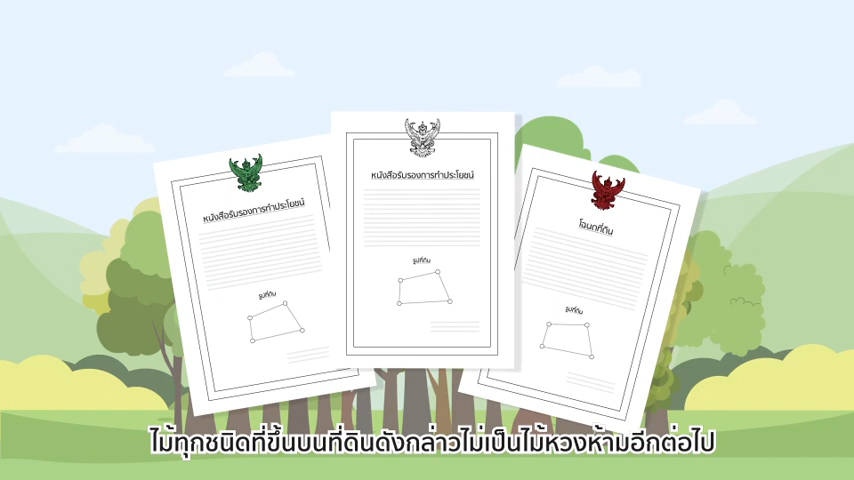 หนังสือรับรองการทำประโยชน์
รูปที่ดิน
หนังสือรับรองการทำประโยชน์
รูปที่ดิน
โฉนดที่ดิน
รูปที่ดิน
ไม้ทุกชนิดที่ขึ้นบนที่ดินดังกล่าวไม่เป็นไม้หวงห้ามอีกต่อไป